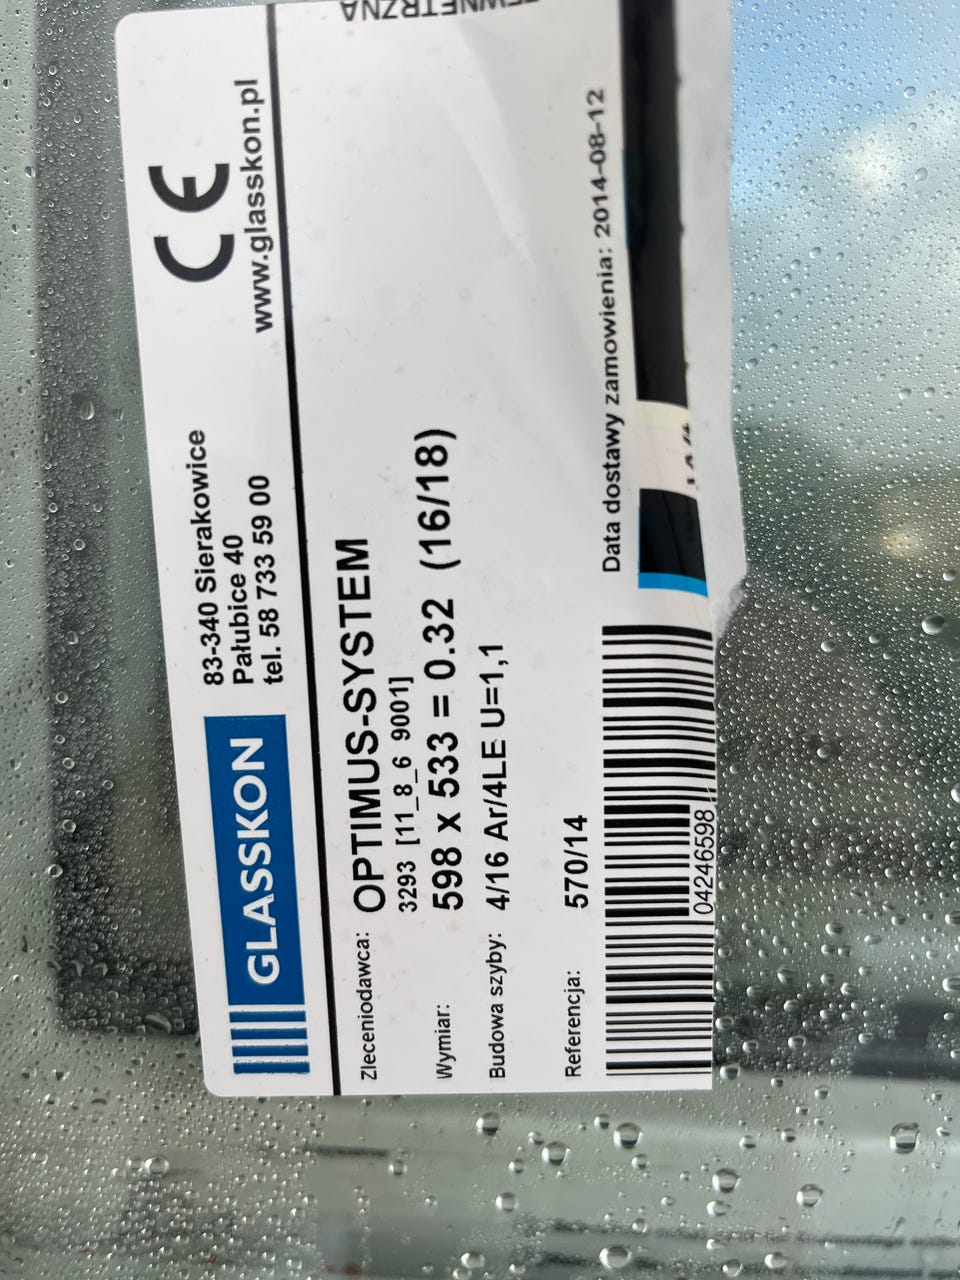 GLASSKON
83-340 Sierakowice
Pałubice 40
tel. 58 733 59 00
CE
www.glasskon.pl
Zleceniodawca: OPTIMUS-SYSTEM
3293 [11_8_6 9001]
Wymiar: 598 x 533 = 0.32 (16/18)
Budowa szyby: 4/16 Ar/4LE U=1,1
Referencja: 570/14
Data dostawy zamowienia: 2014-08-12
04246598